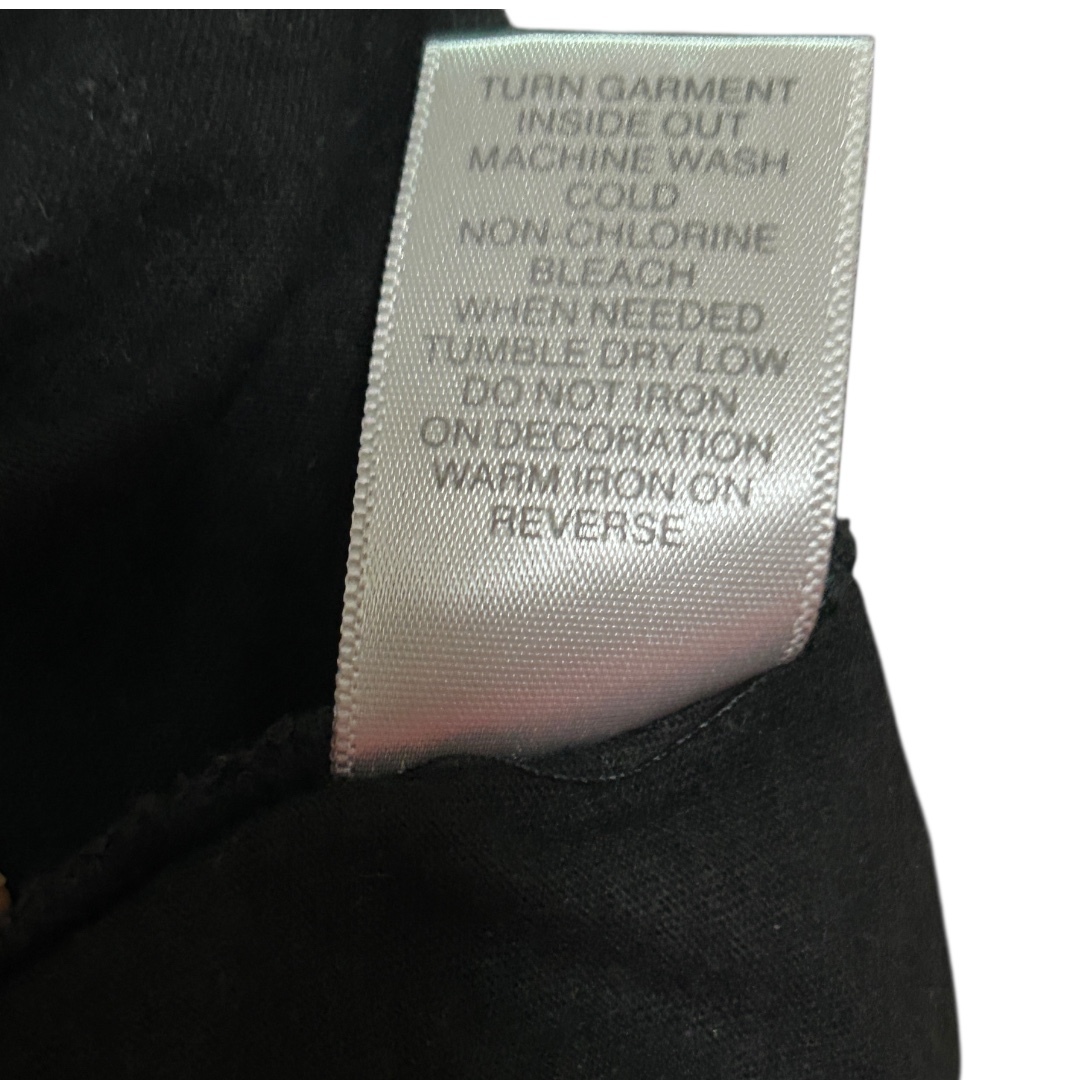 TURN GARMENT
INSIDE OUT
MACHINE WASH
COLD
NON CHLORINE
BLEACH
WHEN NEEDED
TUMBLE DRY LOW
DO NOT IRON
ON DECORATION
WARM IRON ON
REVERSE